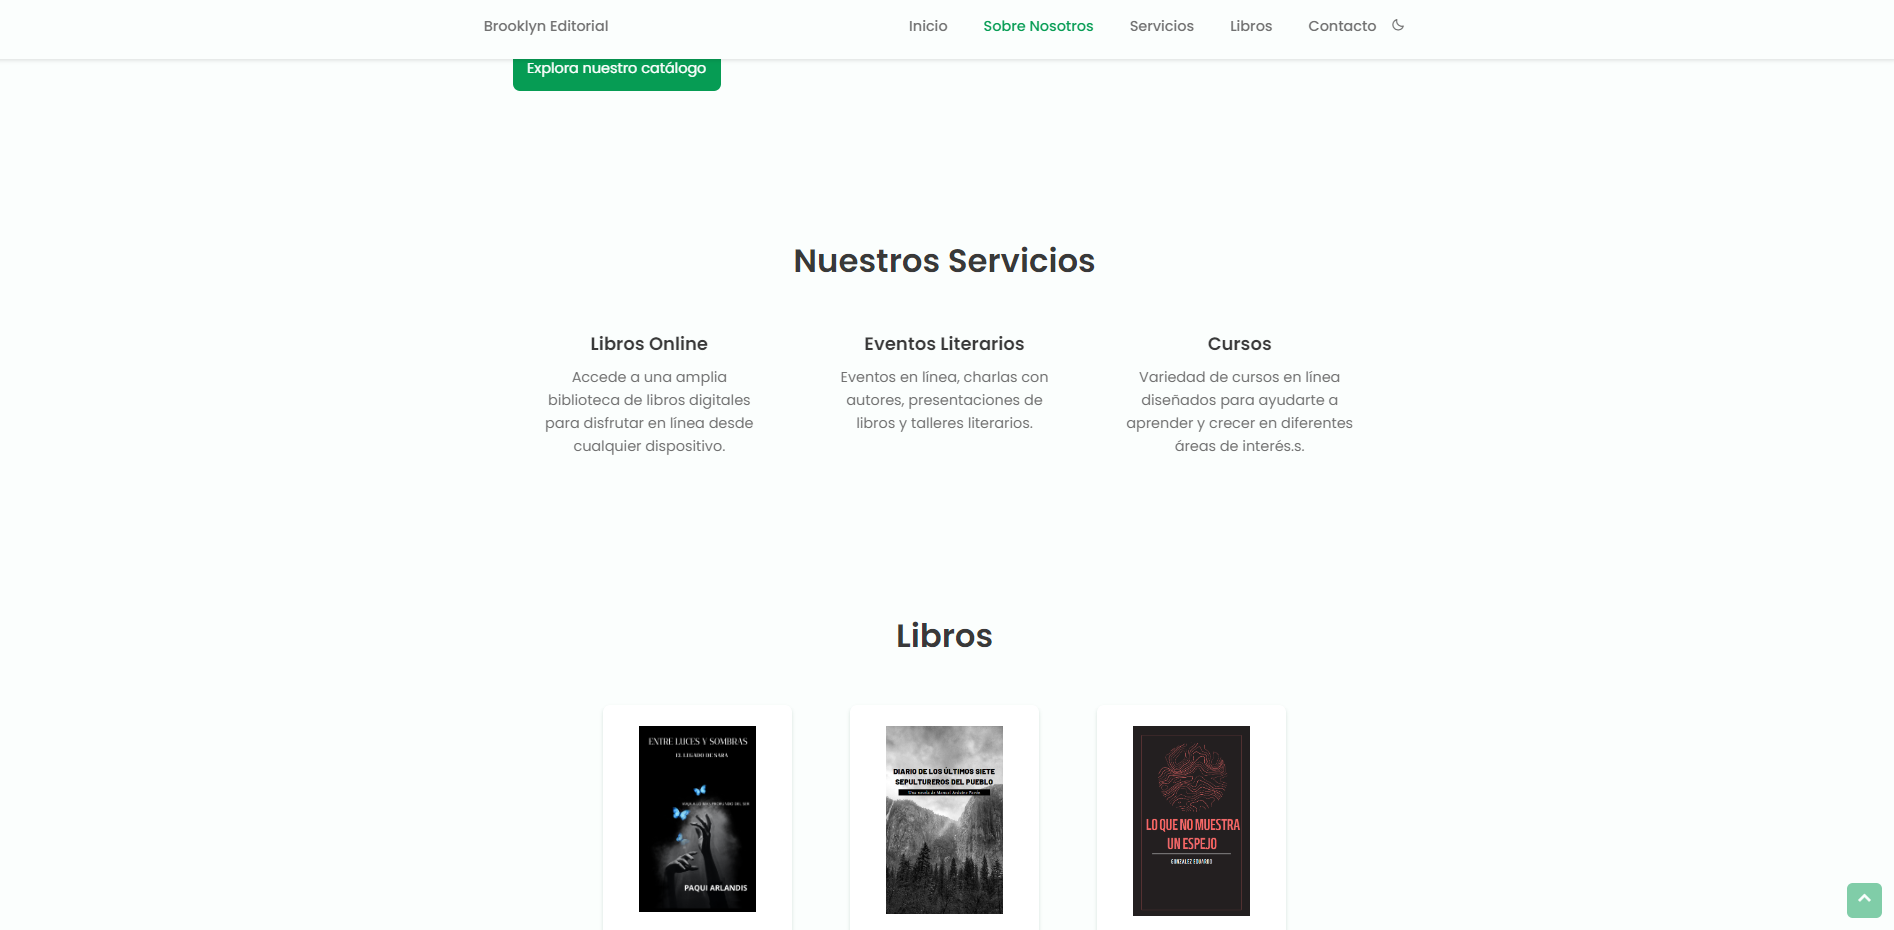 Brooklyn Editorial
Inicio
Sobre Nosotros
Servicios
Libros
Contacto
Explora nuestro catálogo
Nuestros Servicios
Libros Online
Accede a una amplia
biblioteca de libros digitales
para disfrutar en línea desde
cualquier dispositivo.
Eventos Literarios
Eventos en línea, charlas con
autores, presentaciones de
libros y talleres literarios.
Cursos
Variedad de cursos en línea
diseñados para ayudarte a
aprender y crecer en diferentes
áreas de interés.s.
Libros
ENTRE LUCES Y SOMBRAS
EL LEGADO DE SARA
PAQUI ARLANDIS
DIARIO DE LOS ÚLTIMOS SIETE
SEPULTUREROS DEL PUEBLO
Una novela de Manuel
LO QUE NO MUESTRA
UN ESPEJO
GONZALEZ EDUARDO